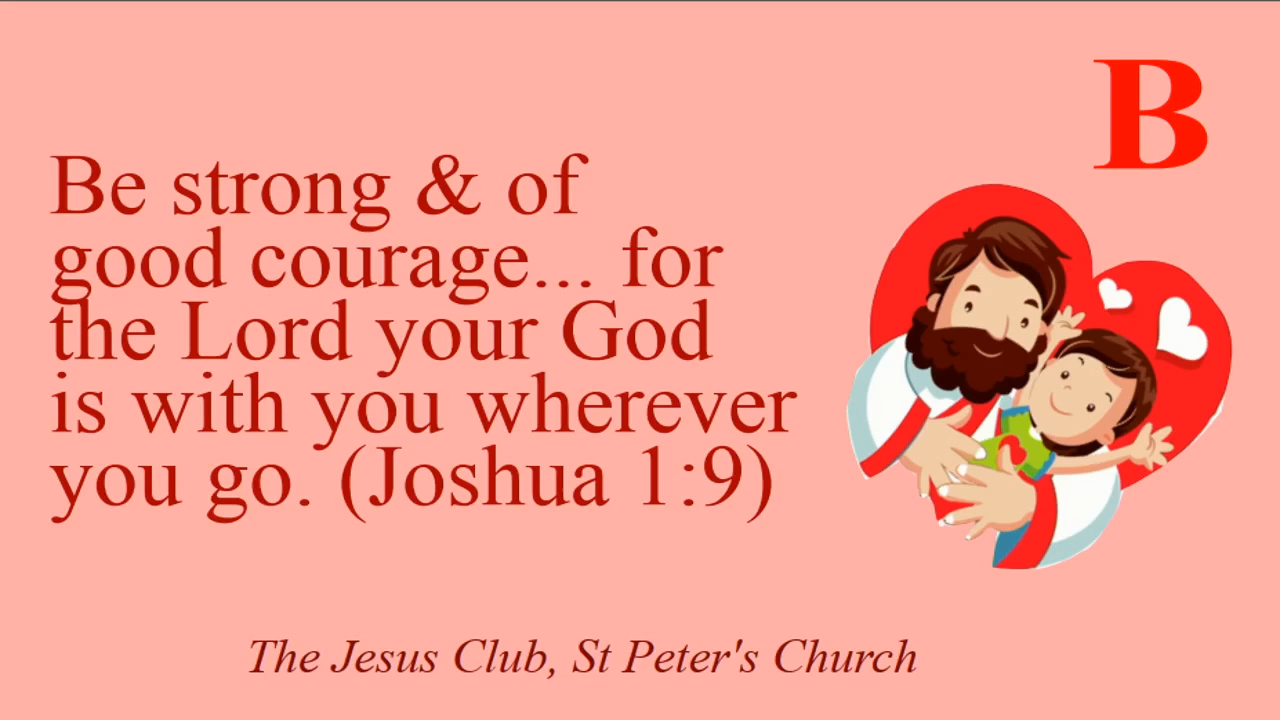 B
Be strong & of
good courage... for
the Lord your God
is with you wherever
you go. (Joshua 1:9)
The Jesus Club, St Peter's Church